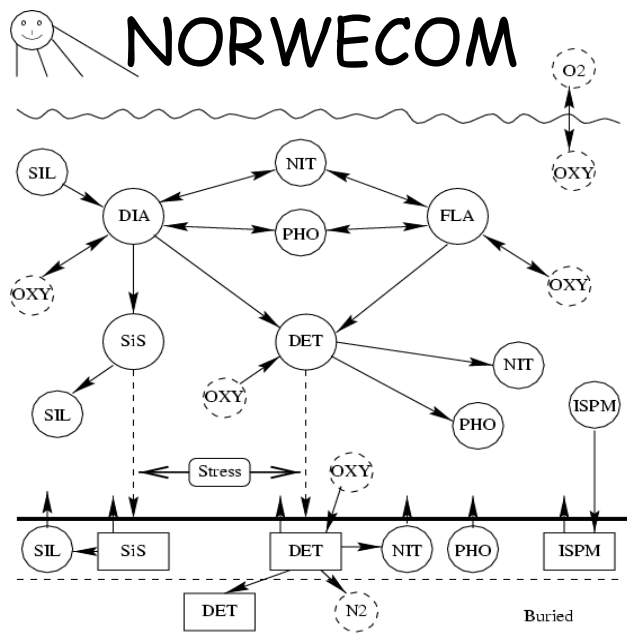 NORWECOM
O2
OXY
SIL
NIT
DIA
PHO
FLA
OXY
OXY
SiS
DET
NIT
OXY
SIL
PHO
ISPM
Stress
OXY
SIL
SiS
DET
NIT
PHO
ISPM
DET
N2
Buried